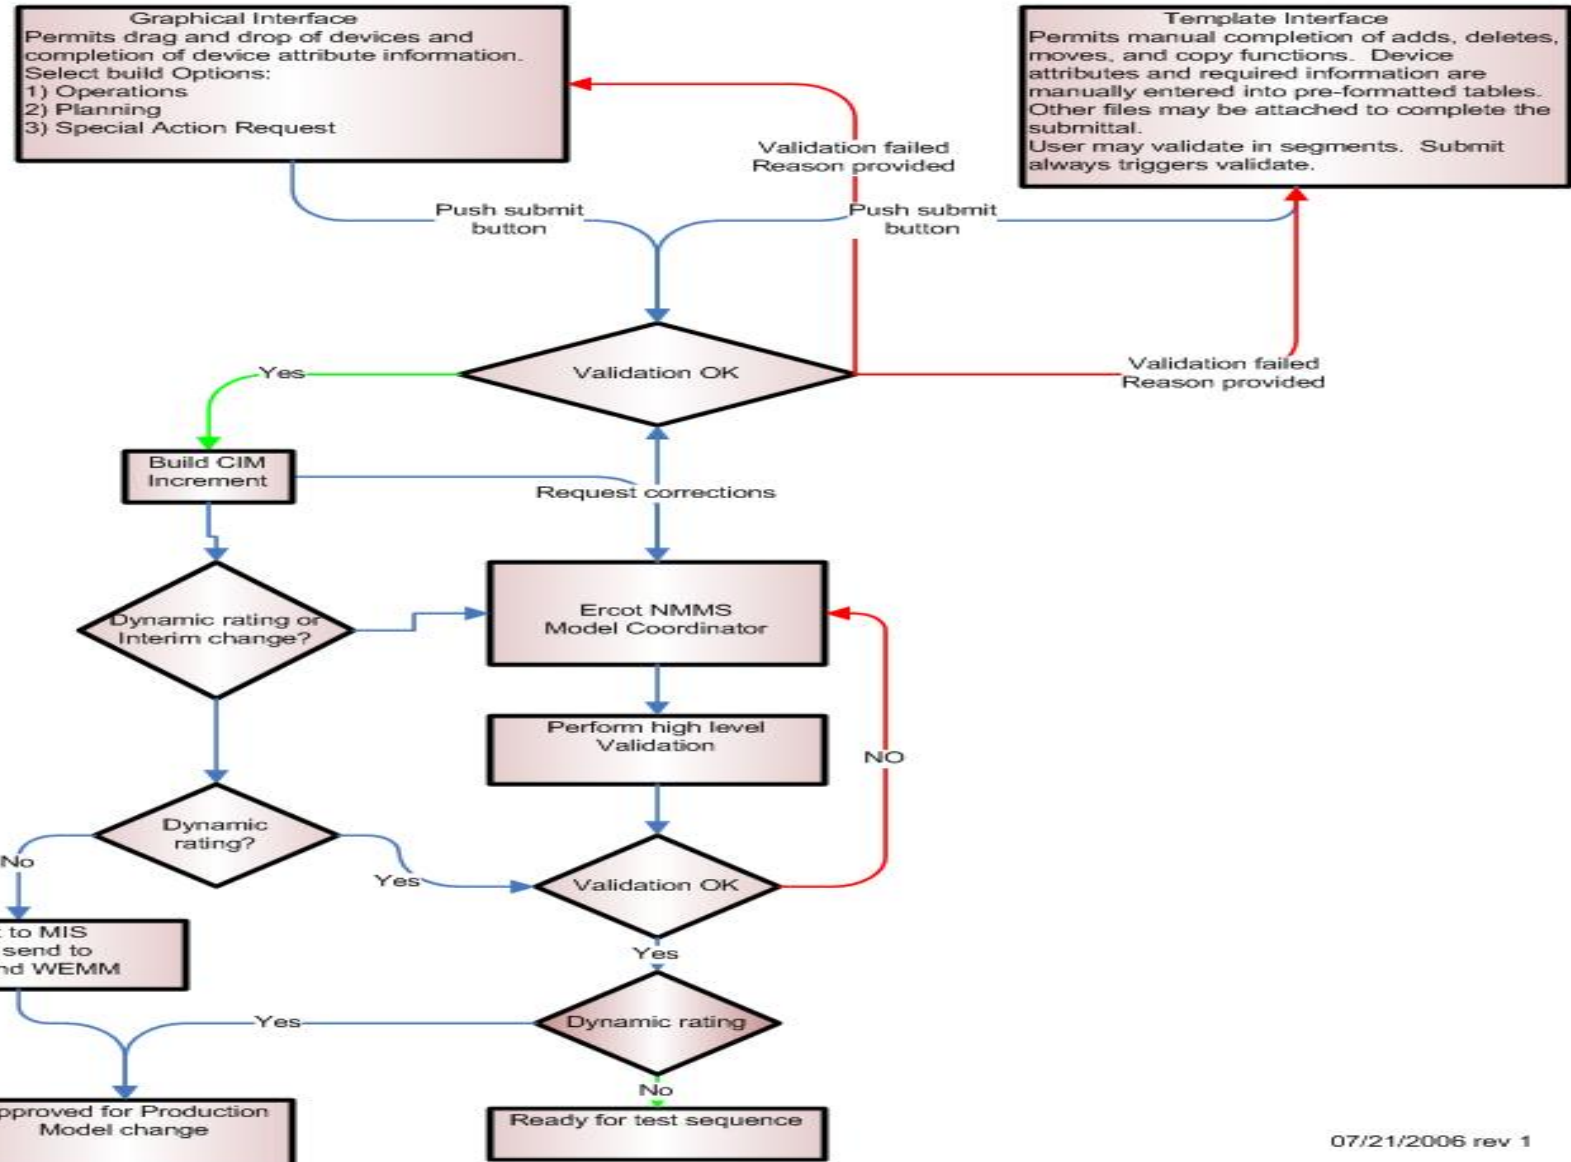 Graphical Interface
Permits drag and drop of devices and
completion of device attribute information.
Select build Options:
1) Operations
2) Planning
3) Special Action Request
Template Interface
Permits manual completion of adds, deletes,
moves, and copy functions. Device
attributes and required information are
manually entered into pre-formatted tables.
Other files may be attached to complete the
submittal.
User may validate in segments. Submit
always triggers validate.
Validation failed
Reason provided
Push submit
button
Push submit
button
Yes
Validation OK
Validation failed
Reason provided
Build CIM
Increment
Request corrections
Dynamic rating or
Interim change?
Ercot NMMS
Model Coordinator
Perform high level
Validation
NO
Dynamic
rating?
No
Yes
Validation OK
to MIS
send to
WEMM
Yes
Yes
Dynamic rating
No
for Production
Model change
Ready for test sequence
07/21/2006 rev 1